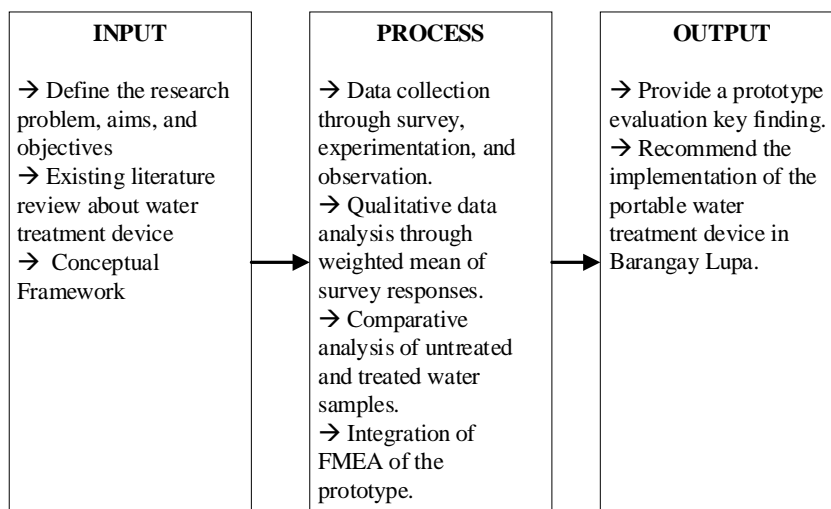 INPUT
→ Define the research
problem, aims, and
objectives
→ Existing literature
review about water
treatment device
→ Conceptual
Framework
PROCESS
→ Data collection
through survey,
experimentation, and
observation.
→ Qualitative data
analysis through
weighted mean of
survey responses.
→ Comparative
analysis of untreated
and treated water
samples.
→ Integration of
FMEA of the
prototype.
OUTPUT
→ Provide a prototype
evaluation key finding.
→ Recommend the
implementation of the
portable water
treatment device in
Barangay Lupa.